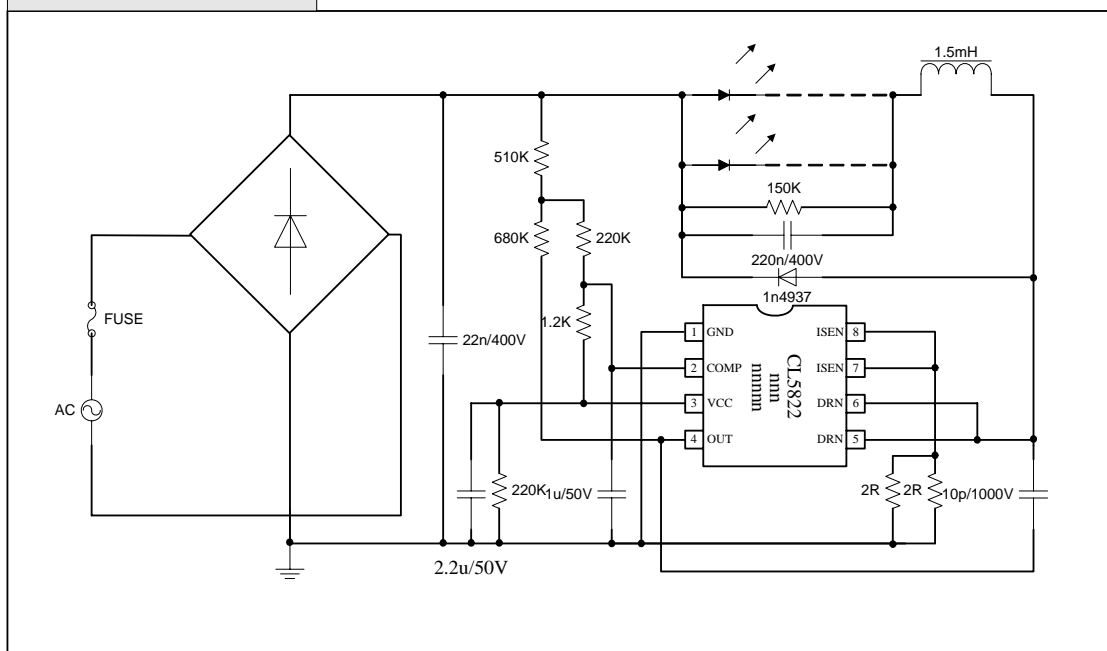 1.5mH
510K
150K
680K
220K
220n/400V
1n4937
FUSE
1.2K
22n/400V
1 GND
ISEN 8
2 COMP
ISEN 7
3 VCC
DRN 6
4 OUT
DRN 5
CL5822
nnn
nnnnn
AC
220K
1u/50V
2R
2R
10p/1000V
2.2u/50V